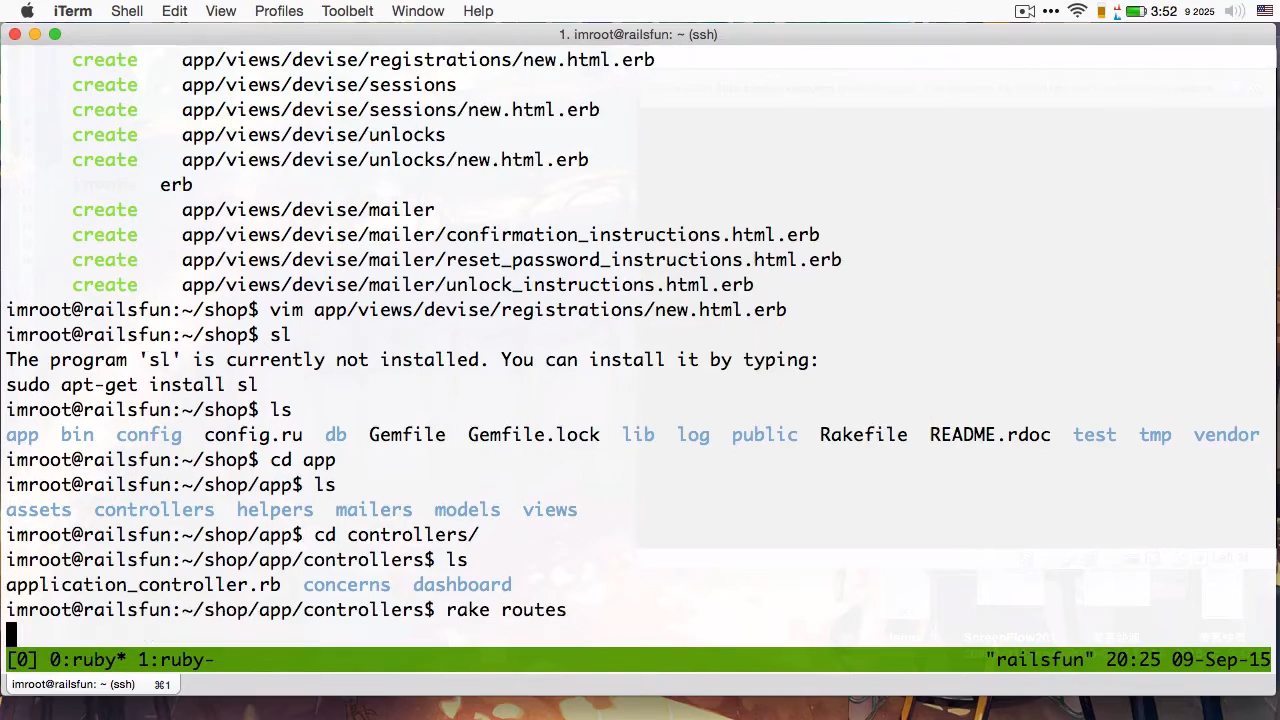 iTerm Shell Edit View Profiles Toolbelt Window Help 3:52 9 2025
1. imroot@railsfun: ~ (ssh)
create app/views/devise/registrations/new.html.erb
create app/views/devise/sessions
create app/views/devise/sessions/new.html.erb
create app/views/devise/unlocks
create app/views/devise/unlocks/new.html.erb
erb
create app/views/devise/mailer
create app/views/devise/mailer/confirmation_instructions.html.erb
create app/views/devise/mailer/reset_password_instructions.html.erb
create app/views/devise/mailer/unlock_instructions.html.erb
imroot@railsfun:~/shop$ vim app/views/devise/registrations/new.html.erb
imroot@railsfun:~/shop$ sl
The program 'sl' is currently not installed. You can install it by typing:
sudo apt-get install sl
imroot@railsfun:~/shop$ ls
app bin config config.ru db Gemfile Gemfile.lock lib log public Rakefile README.rdoc test tmp vendor
imroot@railsfun:~/shop$ cd app
imroot@railsfun:~/shop/app$ ls
assets controllers helpers mailers models views
imroot@railsfun:~/shop/app$ cd controllers/
imroot@railsfun:~/shop/app/controllers$ ls
application_controller.rb concerns dashboard
imroot@railsfun:~/shop/app/controllers$ rake routes
[0] 0:ruby* 1:ruby- "railsfun" 20:25 09-Sep-15
imroot@railsfun: ~ (ssh) ⌘1